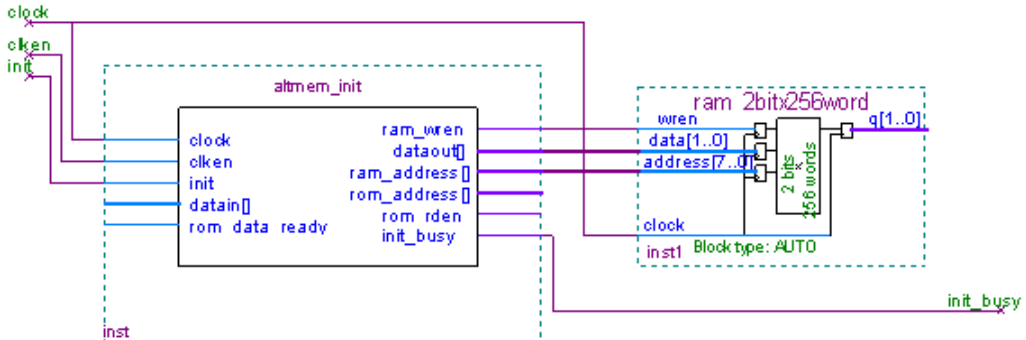 clock
clken
init
altmem_init
clock
clken
init
datain[]
rom_data_ready
ram_wren
dataout[]
ram_address[]
rom_address[]
rom_rden
init_busy
inst
ram_2bitx256word
wren
data[1..0]
address[7..0]
clock
2 bits
256 words
q[1..0]
inst1
Block type: AUTO
init_busy